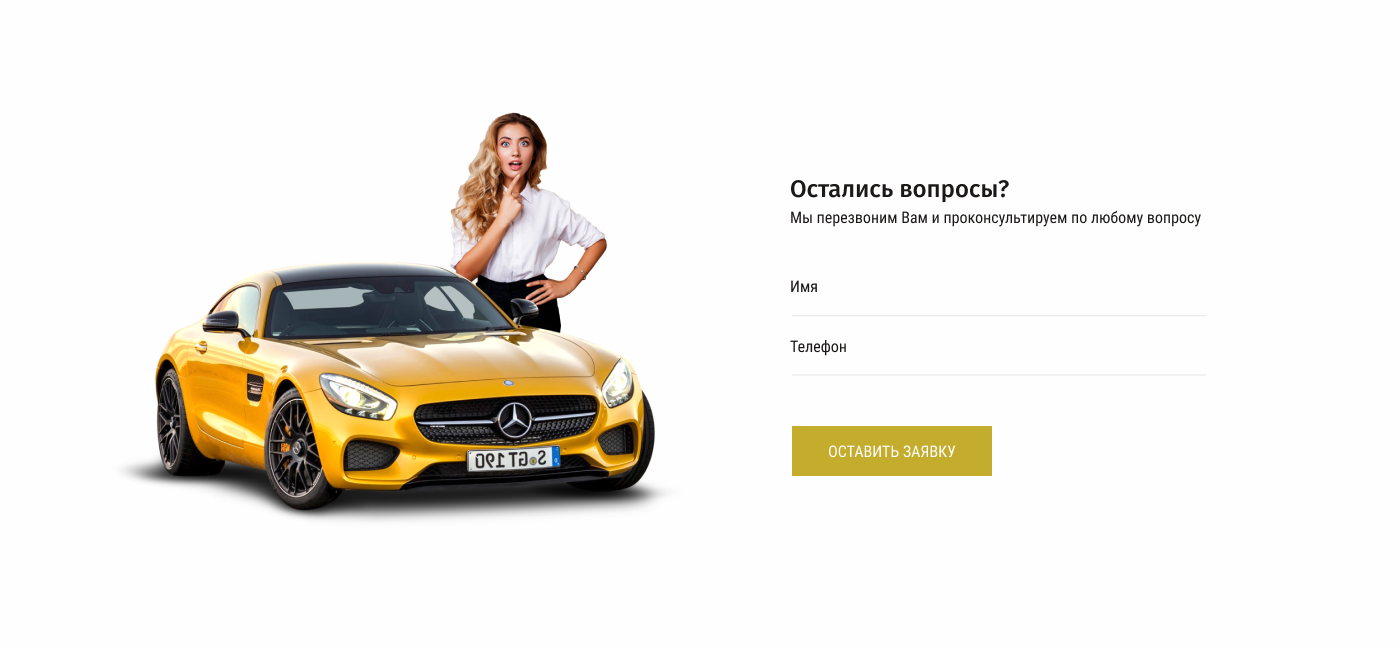 Остались вопросы?
Мы перезвоним Вам и проконсультируем по любому вопросу
Имя
Телефон
ОСТАВИТЬ ЗАЯВКУ
S GT 190